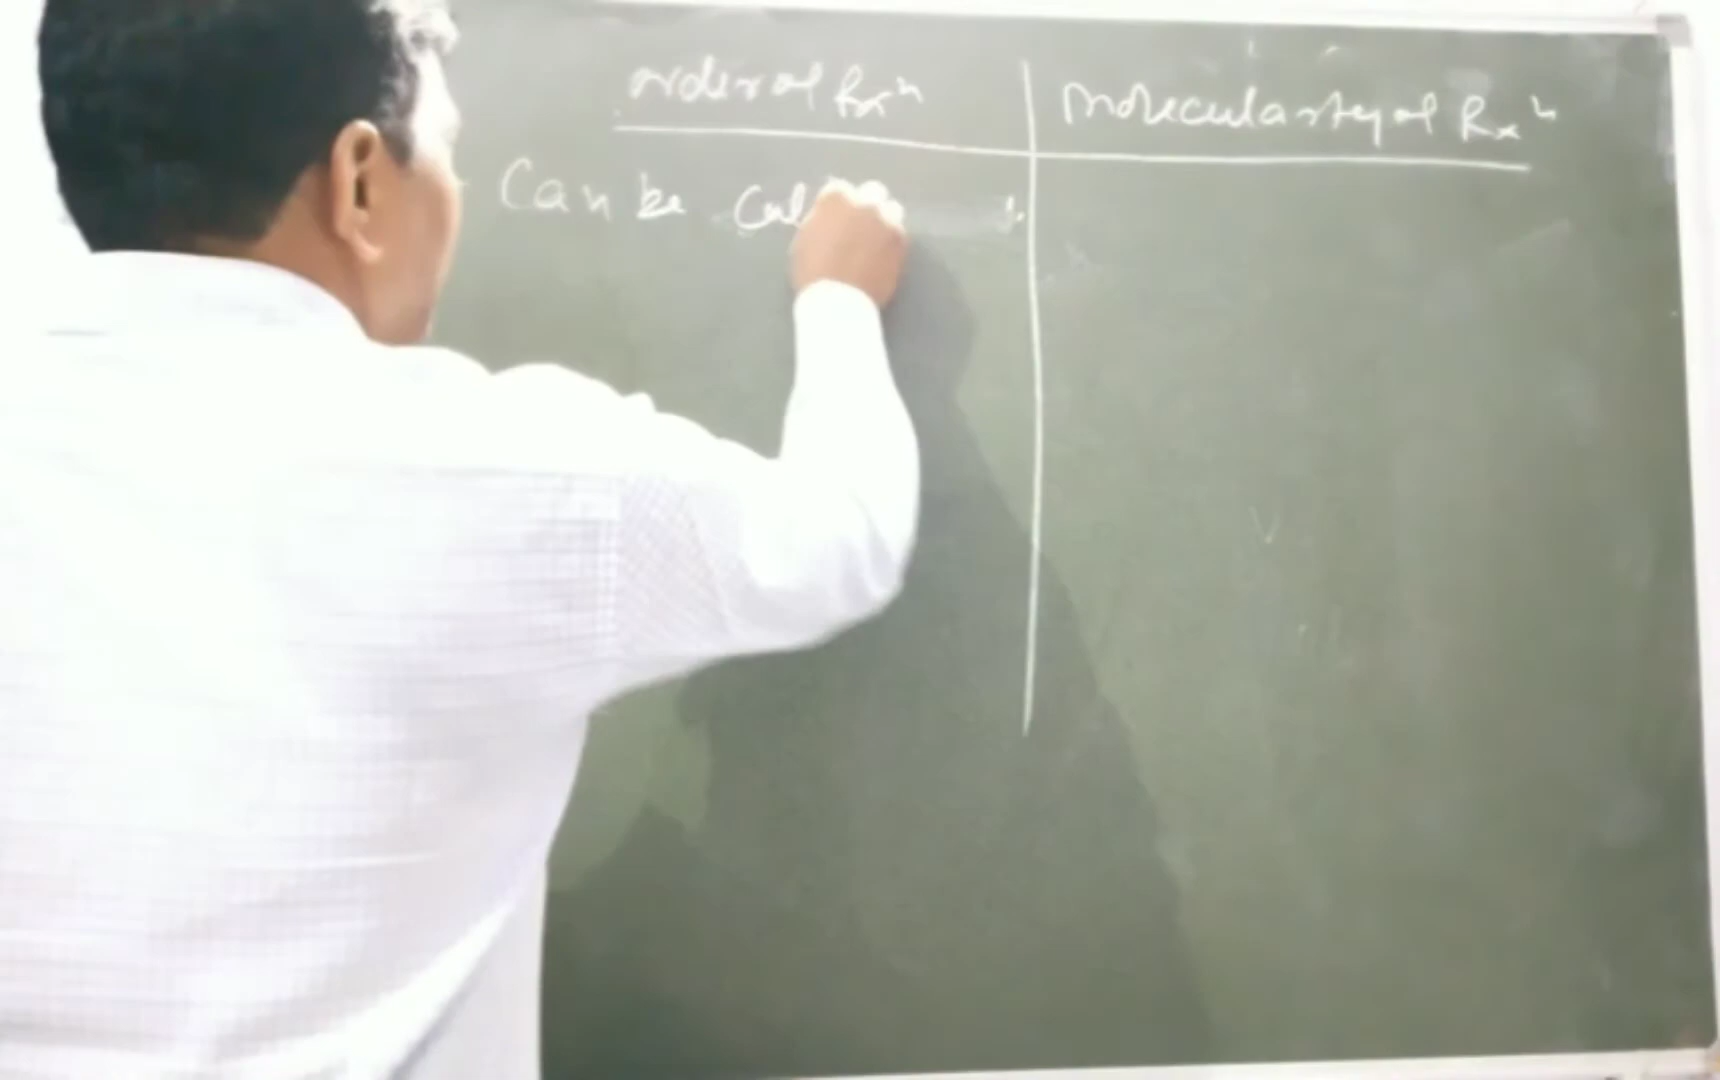 order of Rxⁿ
Molecularity of Rxⁿ
Can be Cal